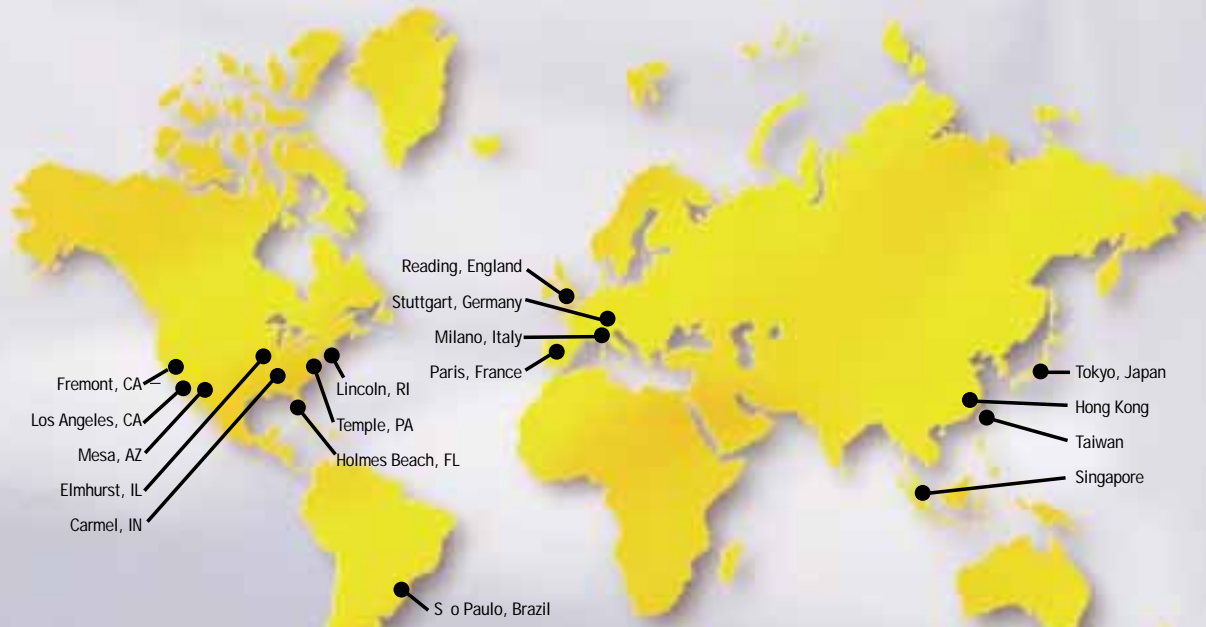 Reading, England
Stuttgart, Germany
Milano, Italy
Paris, France
Fremont, CA
Los Angeles, CA
Mesa, AZ
Elmhurst, IL
Carmel, IN
Lincoln, RI
Temple, PA
Holmes Beach, FL
S o Paulo, Brazil
Tokyo, Japan
Hong Kong
Taiwan
Singapore